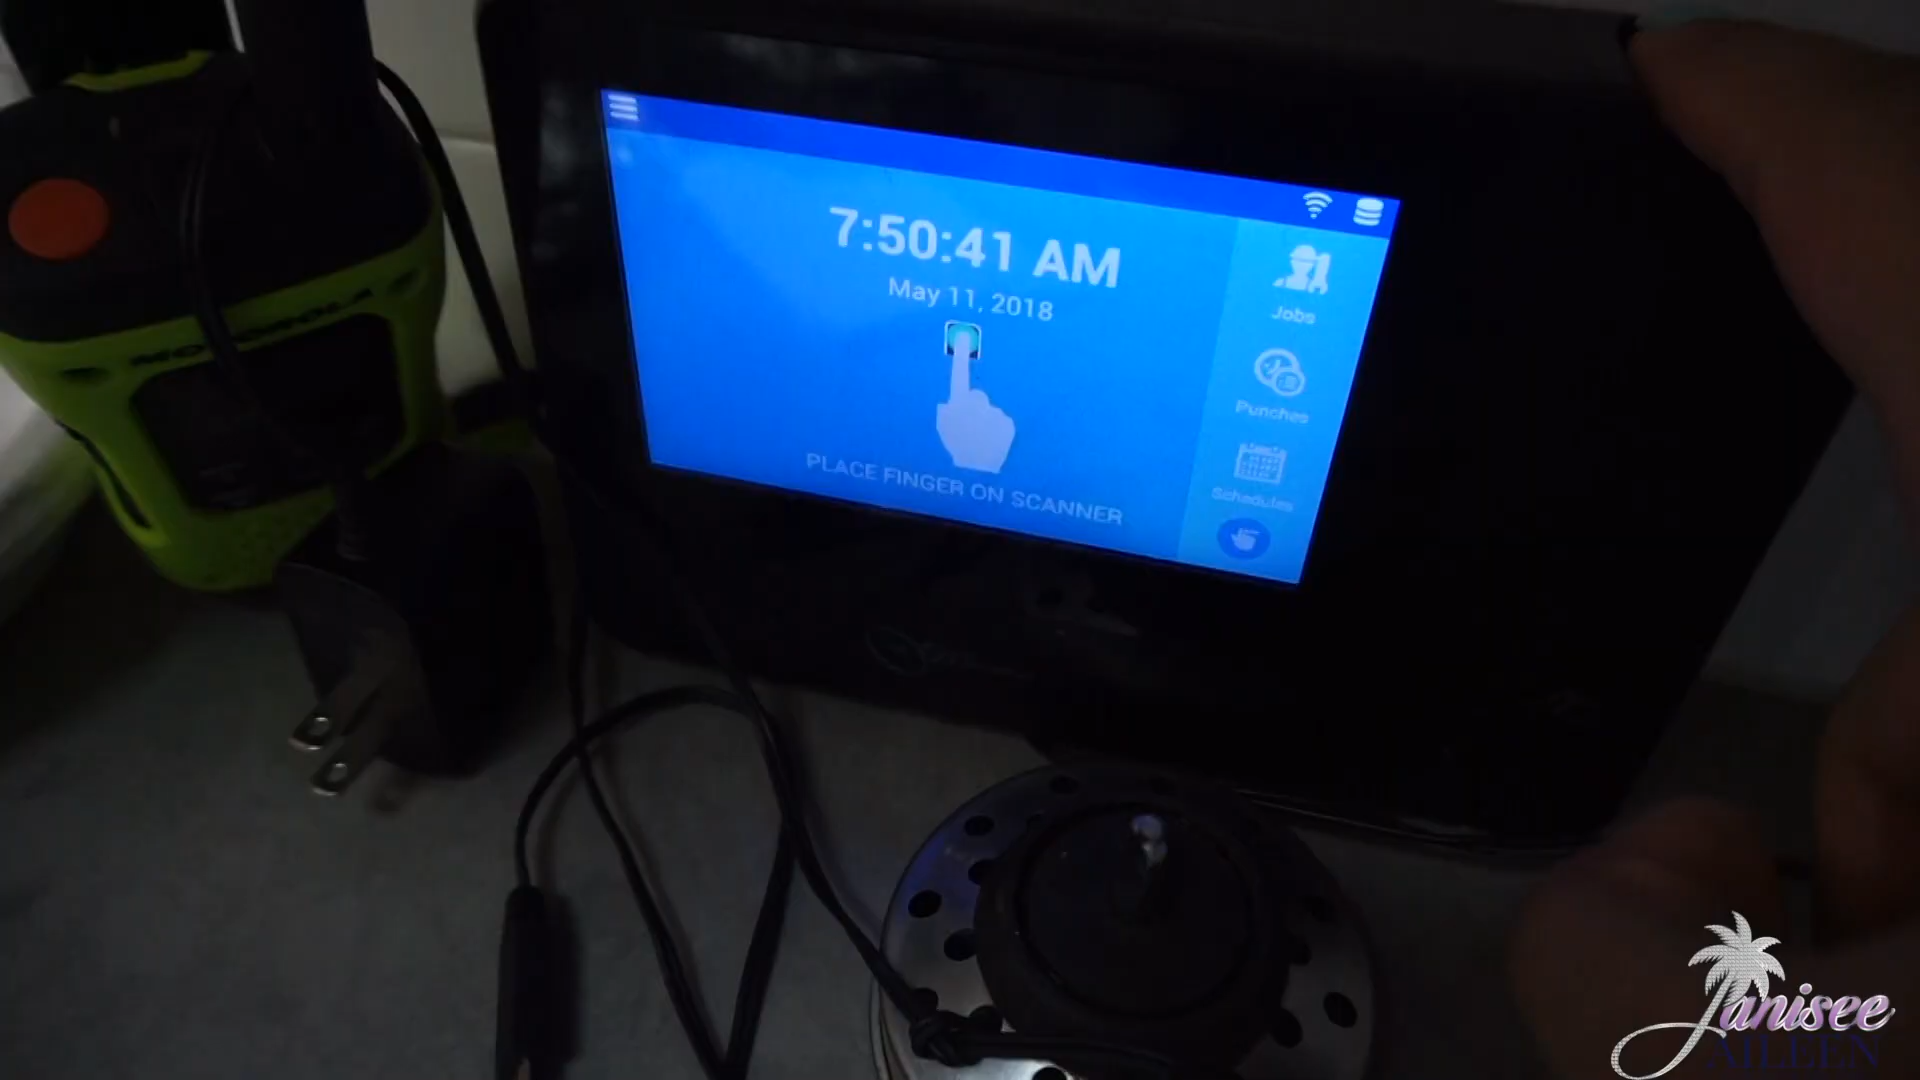 7:50:41 AM
May 11, 2018
PLACE FINGER ON SCANNER
Jobs
Punches
Schedules
MOTOROLA
Janisee
AILEEN